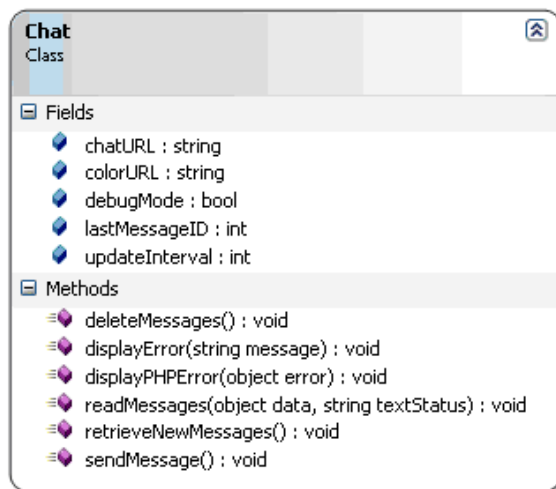 Chat
Class
Fields
chatURL : string
colorURL : string
debugMode : bool
lastMessageID : int
updateInterval : int
Methods
deleteMessages() : void
displayError(string message) : void
displayPHPError(object error) : void
readMessages(object data, string textStatus) : void
retrieveNewMessages() : void
sendMessage() : void